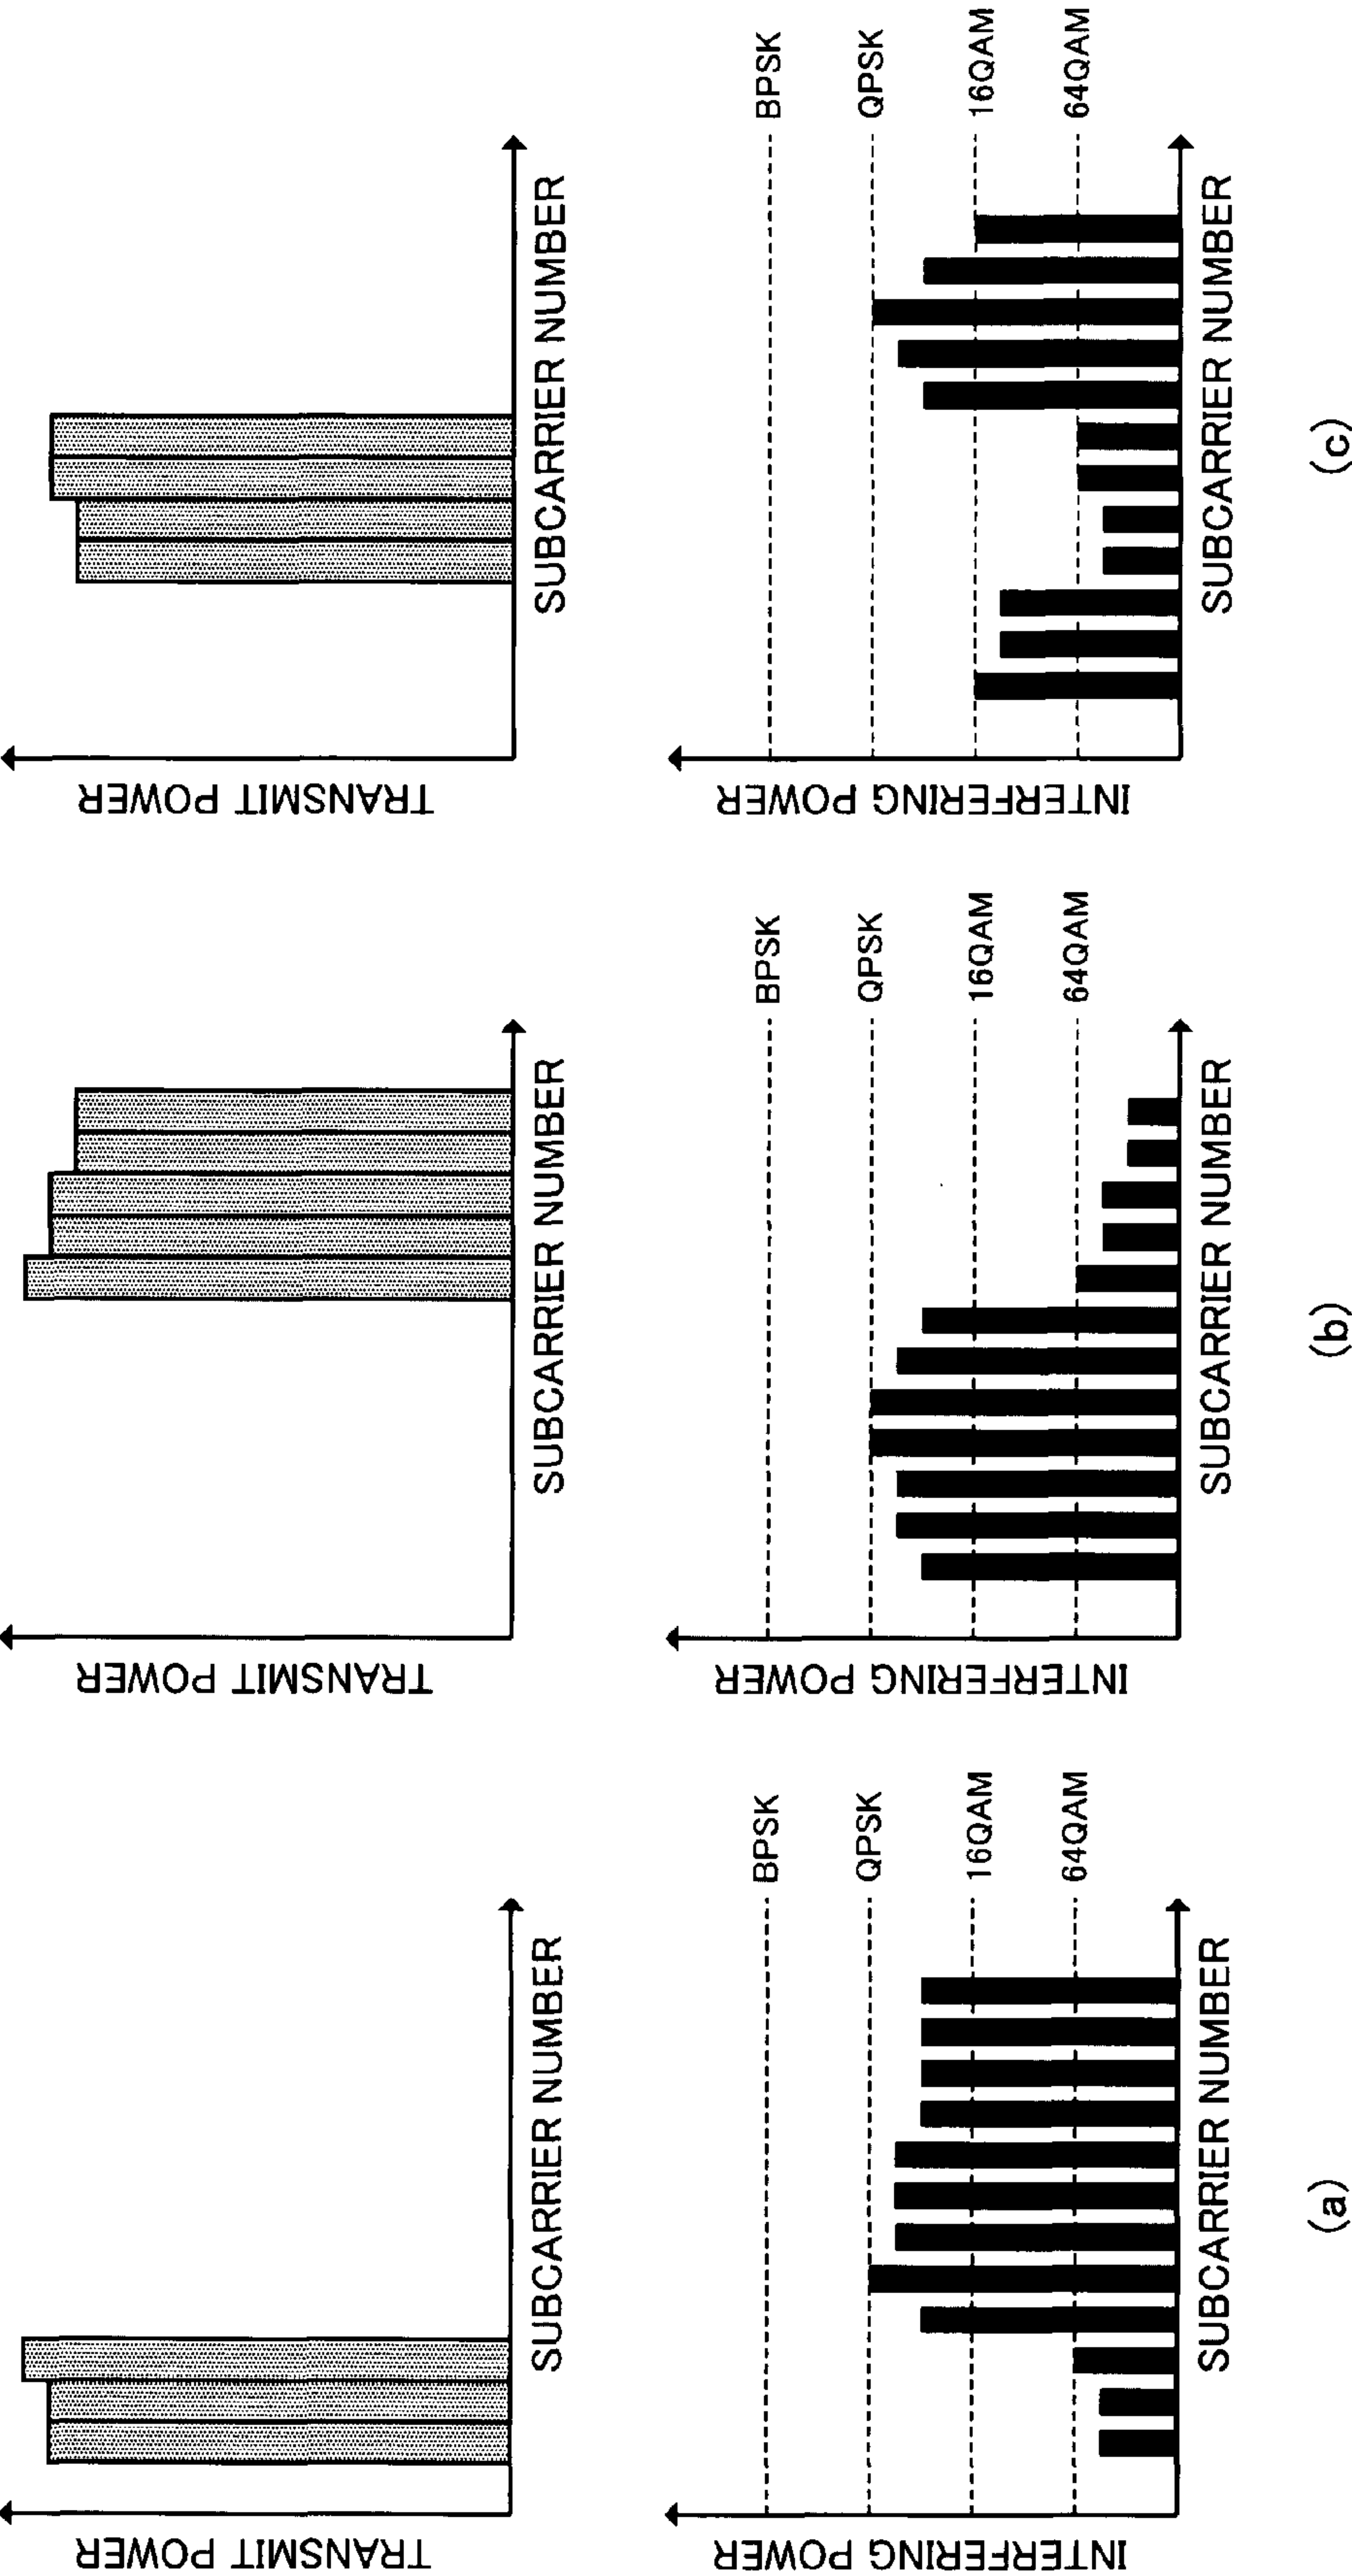 TRANSMIT POWER
SUBCARRIER NUMBER
INTERFERING POWER
BPSK
QPSK
16QAM
64QAM
SUBCARRIER NUMBER
(a)
TRANSMIT POWER
SUBCARRIER NUMBER
INTERFERING POWER
BPSK
QPSK
16QAM
64QAM
SUBCARRIER NUMBER
(b)
TRANSMIT POWER
SUBCARRIER NUMBER
INTERFERING POWER
BPSK
QPSK
16QAM
64QAM
SUBCARRIER NUMBER
(c)